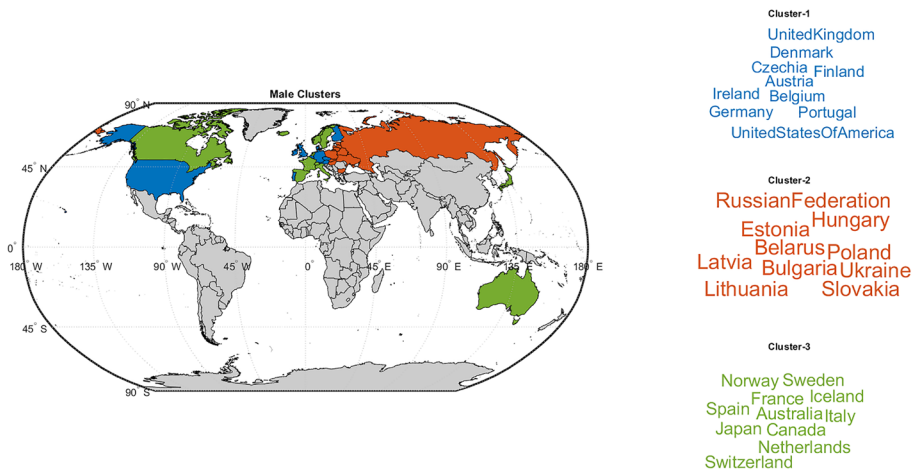 Male Clusters
90° N
45° N
0°
180° W 135° W 90° W 45° W 0° 45° E 90° E 135° E 180° E
45° S
90° S
Cluster-1
UnitedKingdom
Denmark
Czechia Finland
Austria
Ireland Belgium
Germany Portugal
UnitedStatesOfAmerica
Cluster-2
RussianFederation
Hungary
Estonia
Belarus Poland
Latvia Bulgaria Ukraine
Lithuania Slovakia
Cluster-3
Norway Sweden
France Iceland
Spain Australia Italy
Japan Canada
Netherlands
Switzerland